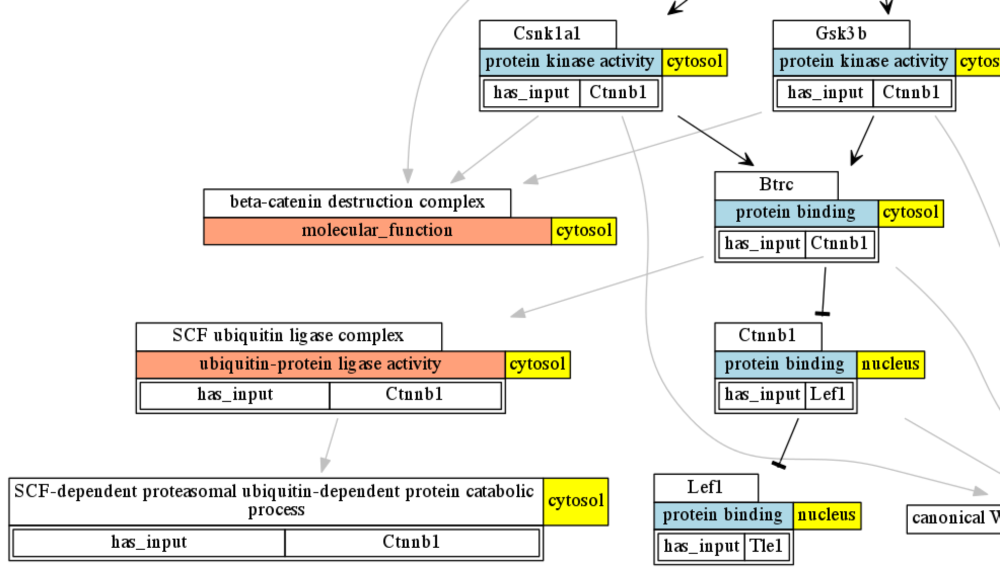 Csnk1a1
protein kinase activity cytosol
has_input Ctnnb1
Gsk3b
protein kinase activity cytos
has_input Ctnnb1
beta-catenin destruction complex
molecular_function cytosol
Btrc
protein binding cytosol
has_input Ctnnb1
SCF ubiquitin ligase complex
ubiquitin-protein ligase activity cytosol
has_input Ctnnb1
Ctnnb1
protein binding nucleus
has_input Lef1
SCF-dependent proteasomal ubiquitin-dependent protein catabolic
process
cytosol
has_input Ctnnb1
Lef1
protein binding nucleus
has_input Tle1
canonical W